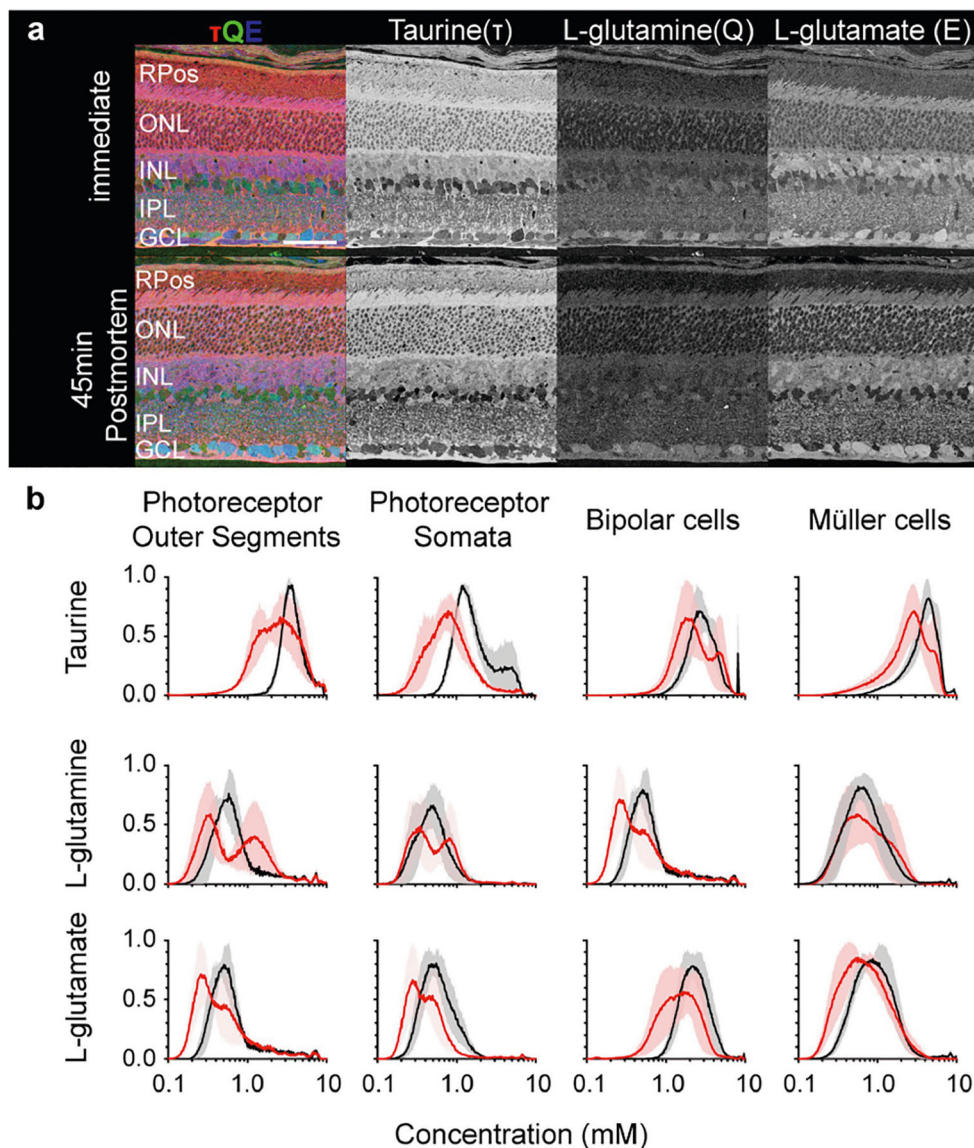 a
τQE Taurine(τ) L-glutamine(Q) L-glutamate (E)
immediate
RPos
ONL
INL
IPL
GCL
45min
Postmortem
RPos
ONL
INL
IPL
GCL
b
Photoreceptor
Outer Segments
Photoreceptor
Somata
Bipolar cells
Müller cells
Taurine
1.0
0.5
0.0
L-glutamine
1.0
0.5
0
L-glutamate
1.0
0.5
0
0.1 1.0 10 0.1 1.0 10 0.1 1.0 10 0.1 1.0 10
Concentration (mM)